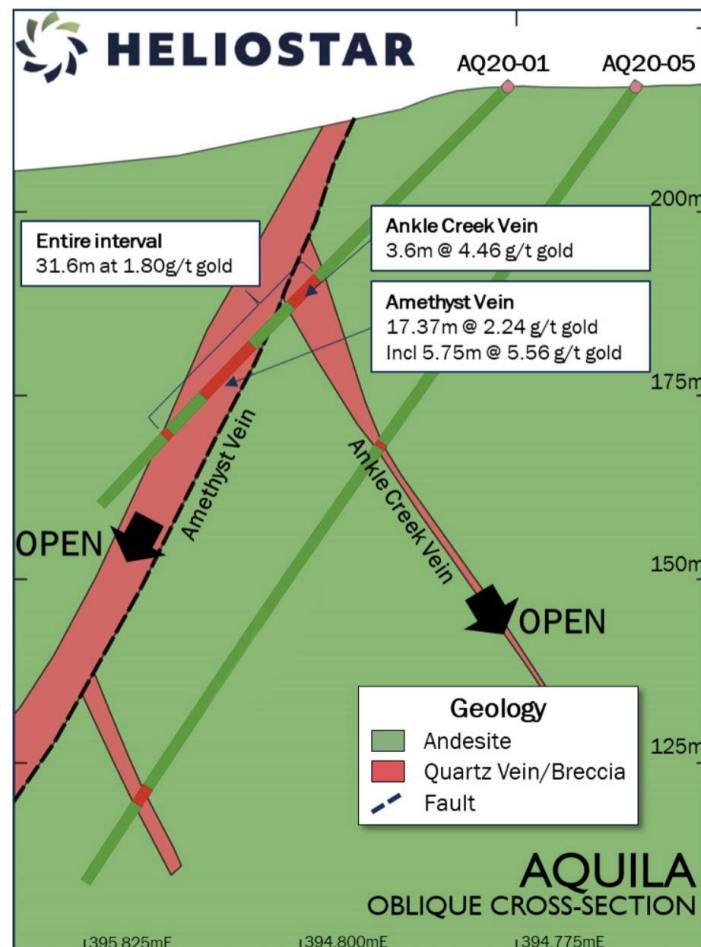 HELIOSTAR
AQ20-01
AQ20-05
200m
Entire interval
31.6m at 1.80g/t gold
Ankle Creek Vein
3.6m @ 4.46 g/t gold
Amethyst Vein
17.37m @ 2.24 g/t gold
Incl 5.75m @ 5.56 g/t gold
175m
Amethyst Vein
Ankle Creek Vein
OPEN
150m
OPEN
Geology
Andesite
Quartz Vein/Breccia
Fault
125m
AQUILA
OBLIQUE CROSS-SECTION
395,825mE
394,800mE
394,775mE